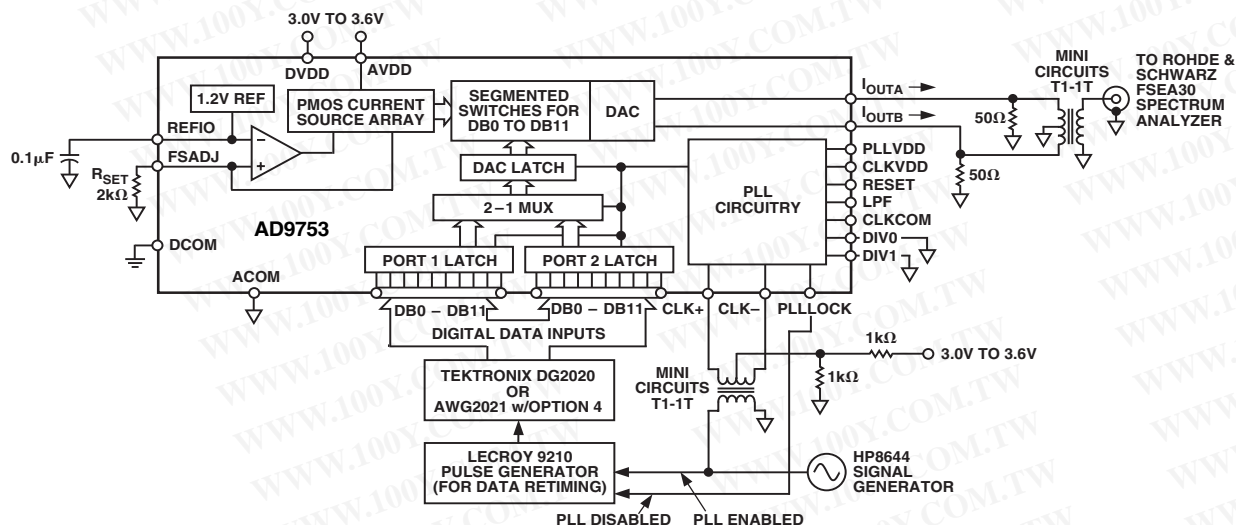 3.0V TO 3.6V
DVDD
AVDD
1.2V REF
PMOS CURRENT
SOURCE ARRAY
SEGMENTED
SWITCHES FOR
DB0 TO DB11
DAC
IOUTA
IOUTB
MINI
CIRCUITS
T1-1T
TO ROHDE &
SCHWARZ
FSEA30
SPECTRUM
ANALYZER
50Ω
50Ω
REFIO
0.1μF
FSADJ
RSET
2kΩ
−
+
DAC LATCH
2–1 MUX
AD9753
DCOM
ACOM
PORT 1 LATCH
PORT 2 LATCH
PLL
CIRCUITRY
PLLVDD
CLKVDD
RESET
LPF
CLKCOM
DIV0
DIV1
DB0 – DB11
DB0 – DB11
CLK+
CLK–
PLLLOCK
DIGITAL DATA INPUTS
TEKTRONIX DG2020
OR
AWG2021 w/OPTION 4
LECROY 9210
PULSE GENERATOR
(FOR DATA RETIMING)
MINI
CIRCUITS
T1-1T
1kΩ
1kΩ
3.0V TO 3.6V
HP8644
SIGNAL
GENERATOR
PLL DISABLED
PLL ENABLED
WWW.100Y.COM.TW